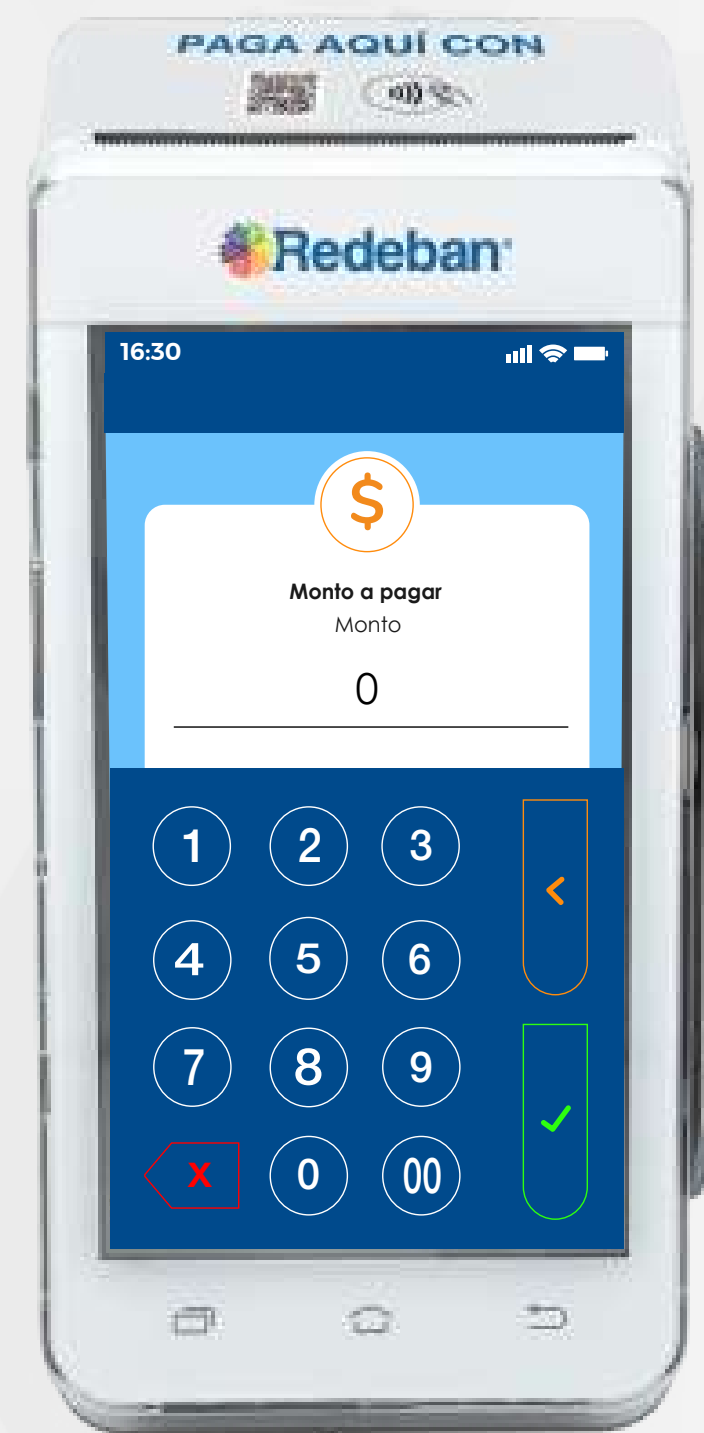 PAGA AQUÍ CON
Redeban
16:30
$
Monto a pagar
Monto
0
1 2 3
<
4 5 6
7 8 9
X 0 00